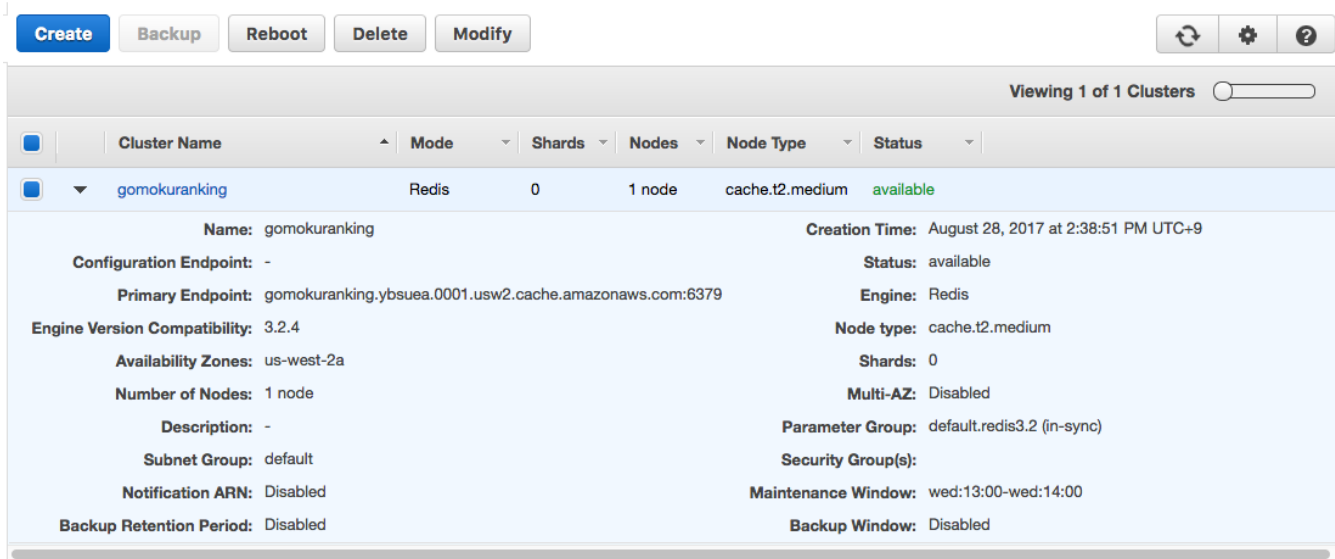 Create Backup Reboot Delete Modify
Viewing 1 of 1 Clusters
Cluster Name Mode Shards Nodes Node Type Status
gomokuranking Redis 0 1 node cache.t2.medium available
Name: gomokuranking Creation Time: August 28, 2017 at 2:38:51 PM UTC+9
Configuration Endpoint: - Status: available
Primary Endpoint: gomokuranking.ybsuea.0001.usw2.cache.amazonaws.com:6379 Engine: Redis
Engine Version Compatibility: 3.2.4 Node type: cache.t2.medium
Availability Zones: us-west-2a Shards: 0
Number of Nodes: 1 node Multi-AZ: Disabled
Description: - Parameter Group: default.redis3.2 (in-sync)
Subnet Group: default Security Group(s):
Notification ARN: Disabled Maintenance Window: wed:13:00-wed:14:00
Backup Retention Period: Disabled Backup Window: Disabled